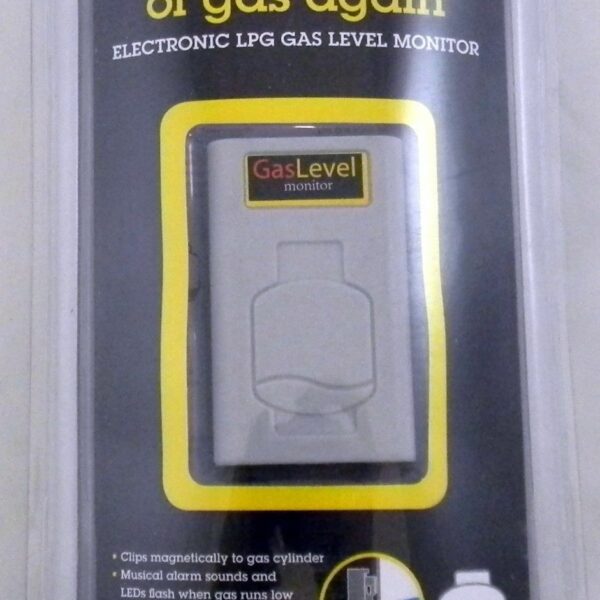 of gas again
ELECTRONIC LPG GAS LEVEL MONITOR
GasLevel
monitor
• Clips magnetically to gas cylinder
• Musical alarm sounds and
LEDs flash when gas runs low